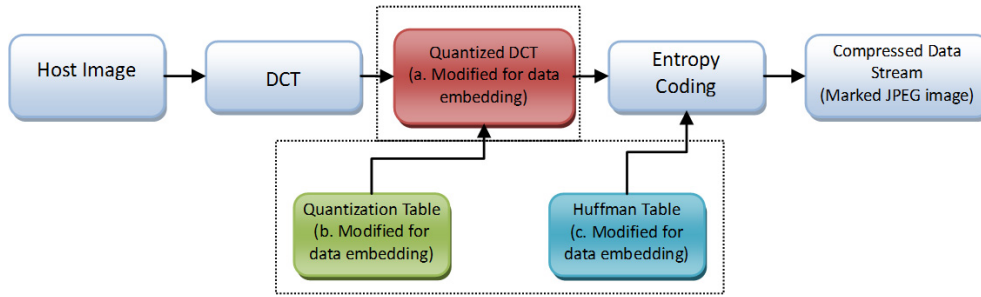 Host Image
DCT
Quantized DCT
(a. Modified for data
embedding)
Entropy
Coding
Compressed Data
Stream
(Marked JPEG image)
Quantization Table
(b. Modified for
data embedding)
Huffman Table
(c. Modified for
data embedding)